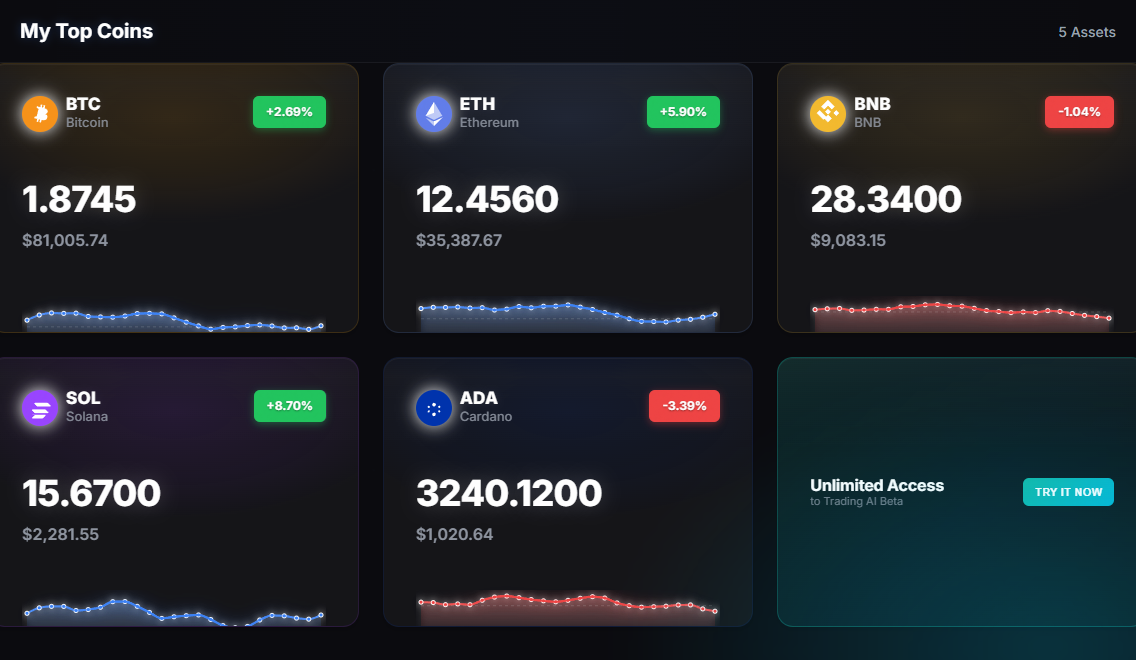 My Top Coins
5 Assets
BTC
Bitcoin
+2.69%
1.8745
$81,005.74
ETH
Ethereum
+5.90%
12.4560
$35,387.67
BNB
BNB
-1.04%
28.3400
$9,083.15
SOL
Solana
+8.70%
15.6700
$2,281.55
ADA
Cardano
-3.39%
3240.1200
$1,020.64
Unlimited Access
to Trading AI Beta
TRY IT NOW